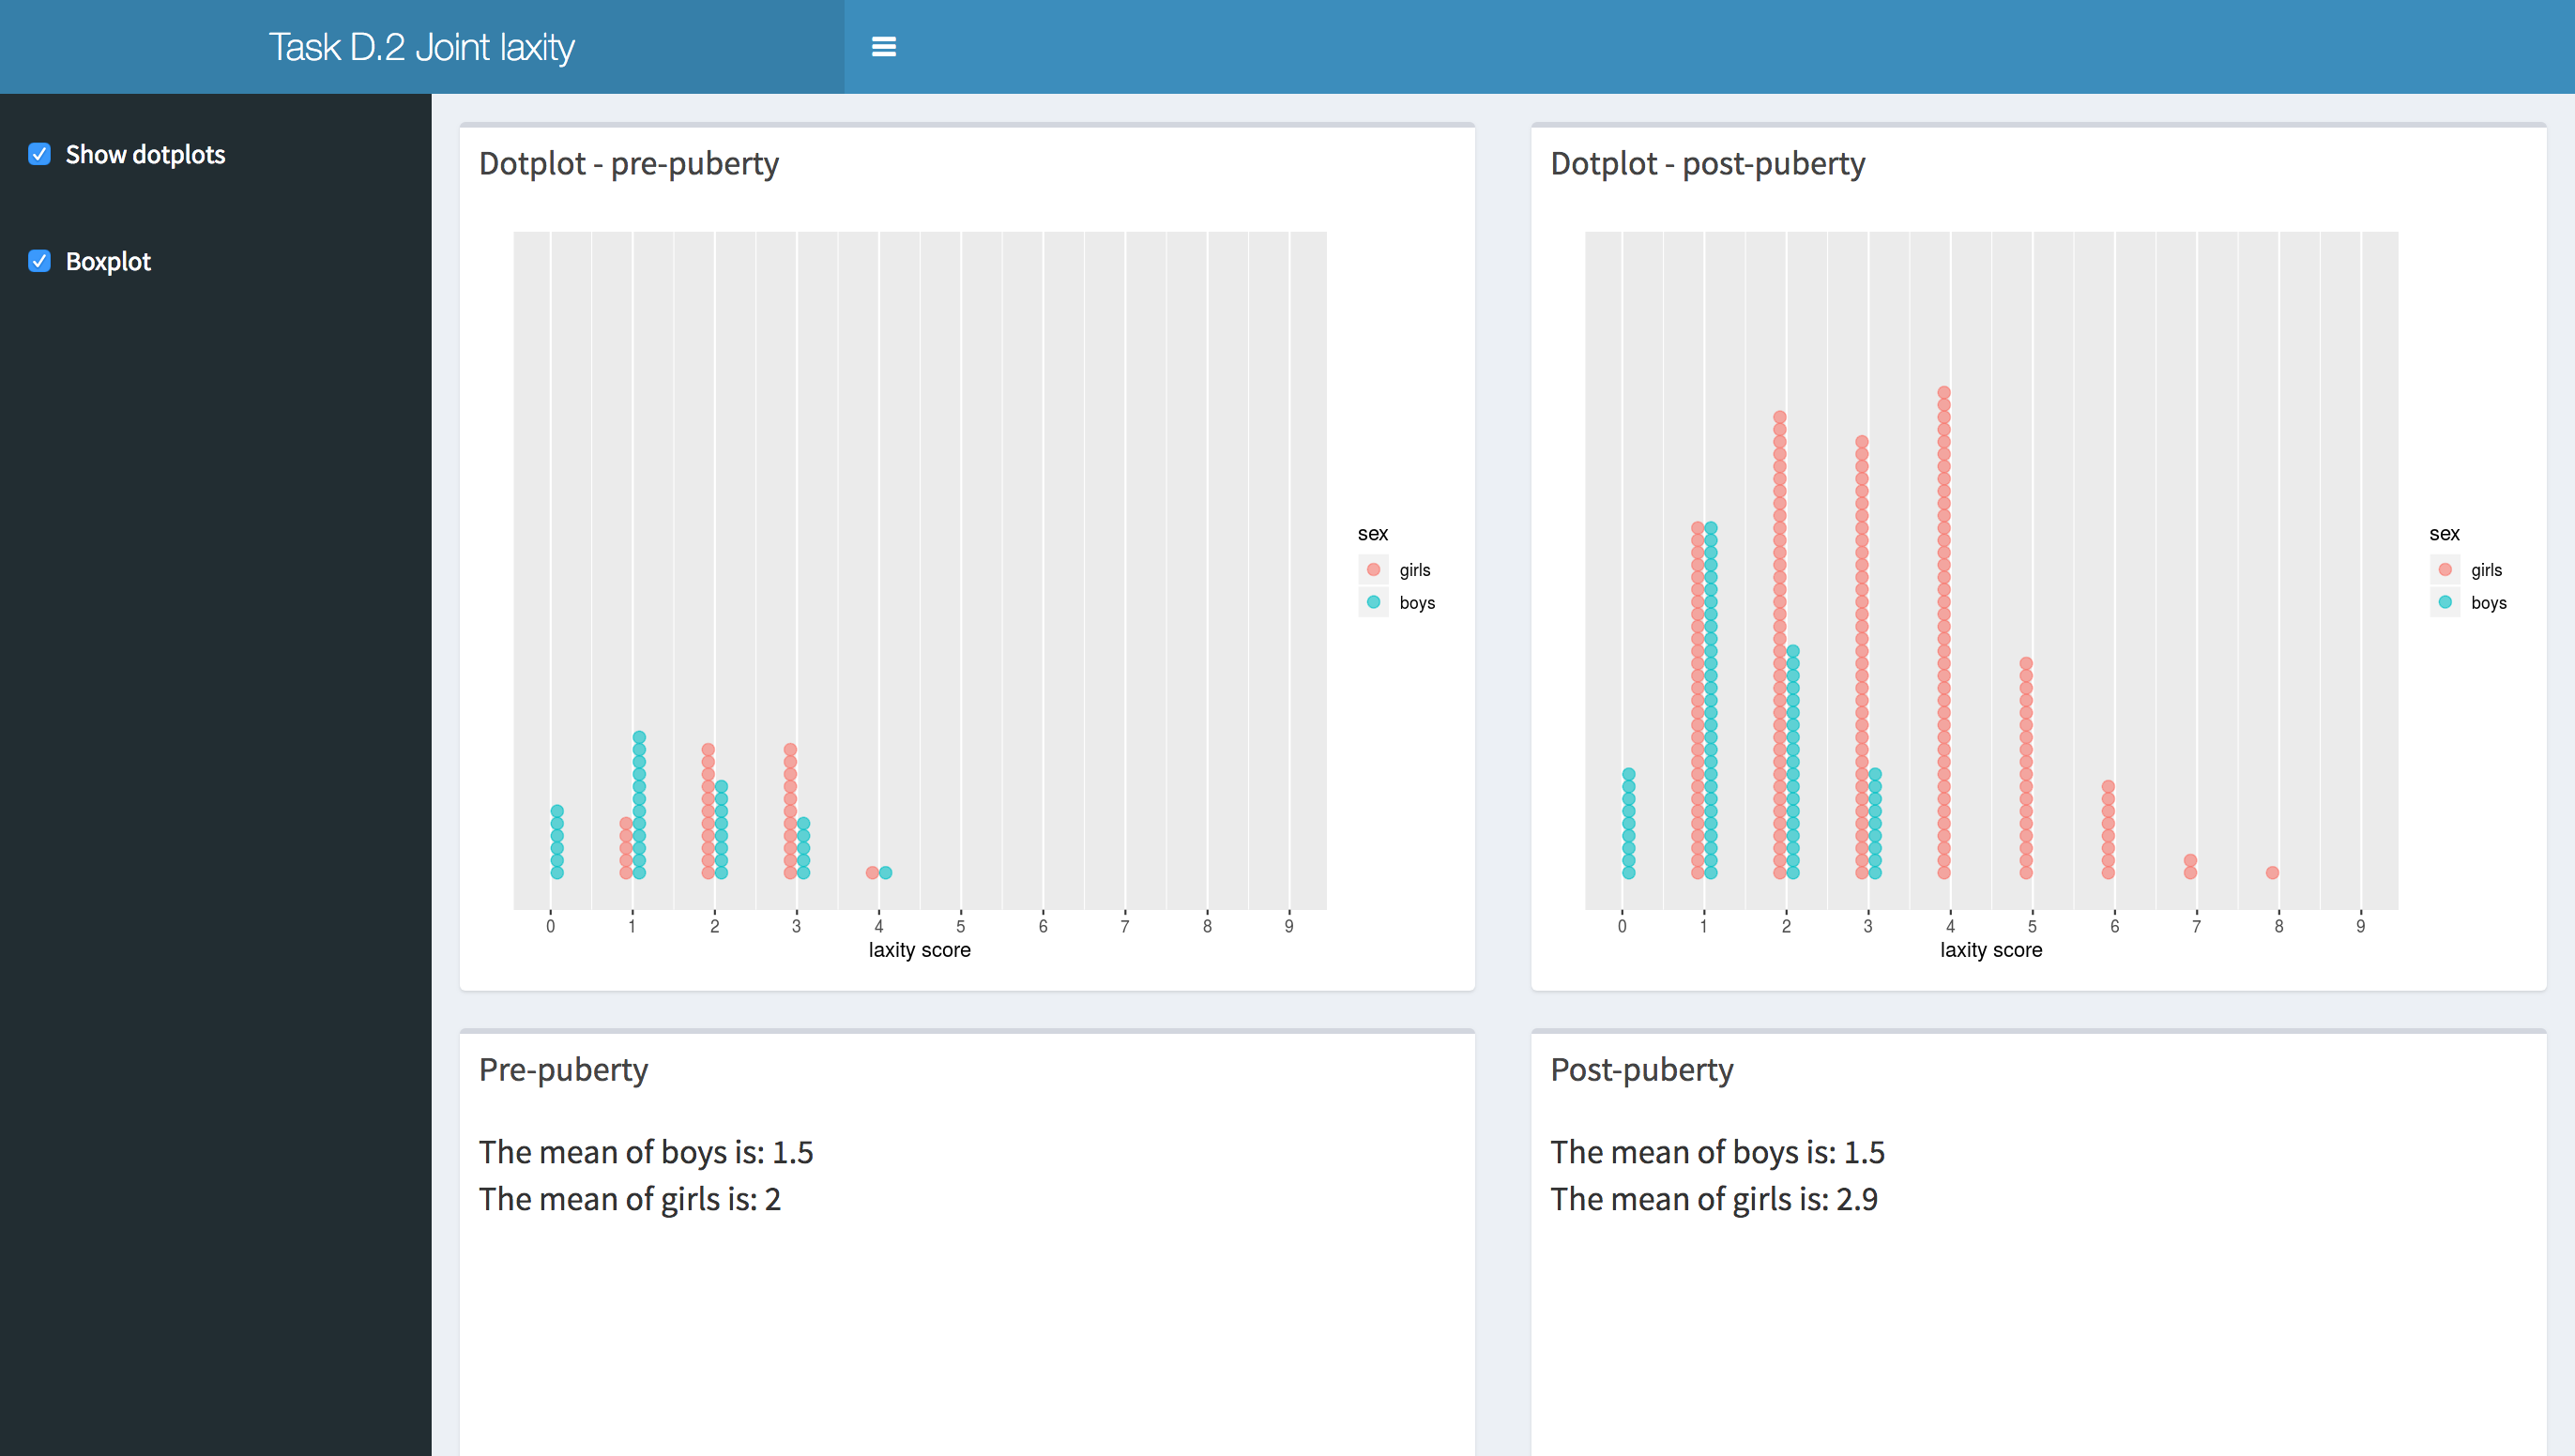 Task D.2 Joint laxity
Show dotplots
Boxplot
Dotplot - pre-puberty
sex
girls
boys
0 1 2 3 4 5 6 7 8 9
laxity score
Dotplot - post-puberty
sex
girls
boys
0 1 2 3 4 5 6 7 8 9
laxity score
Pre-puberty
The mean of boys is: 1.5
The mean of girls is: 2
Post-puberty
The mean of boys is: 1.5
The mean of girls is: 2.9